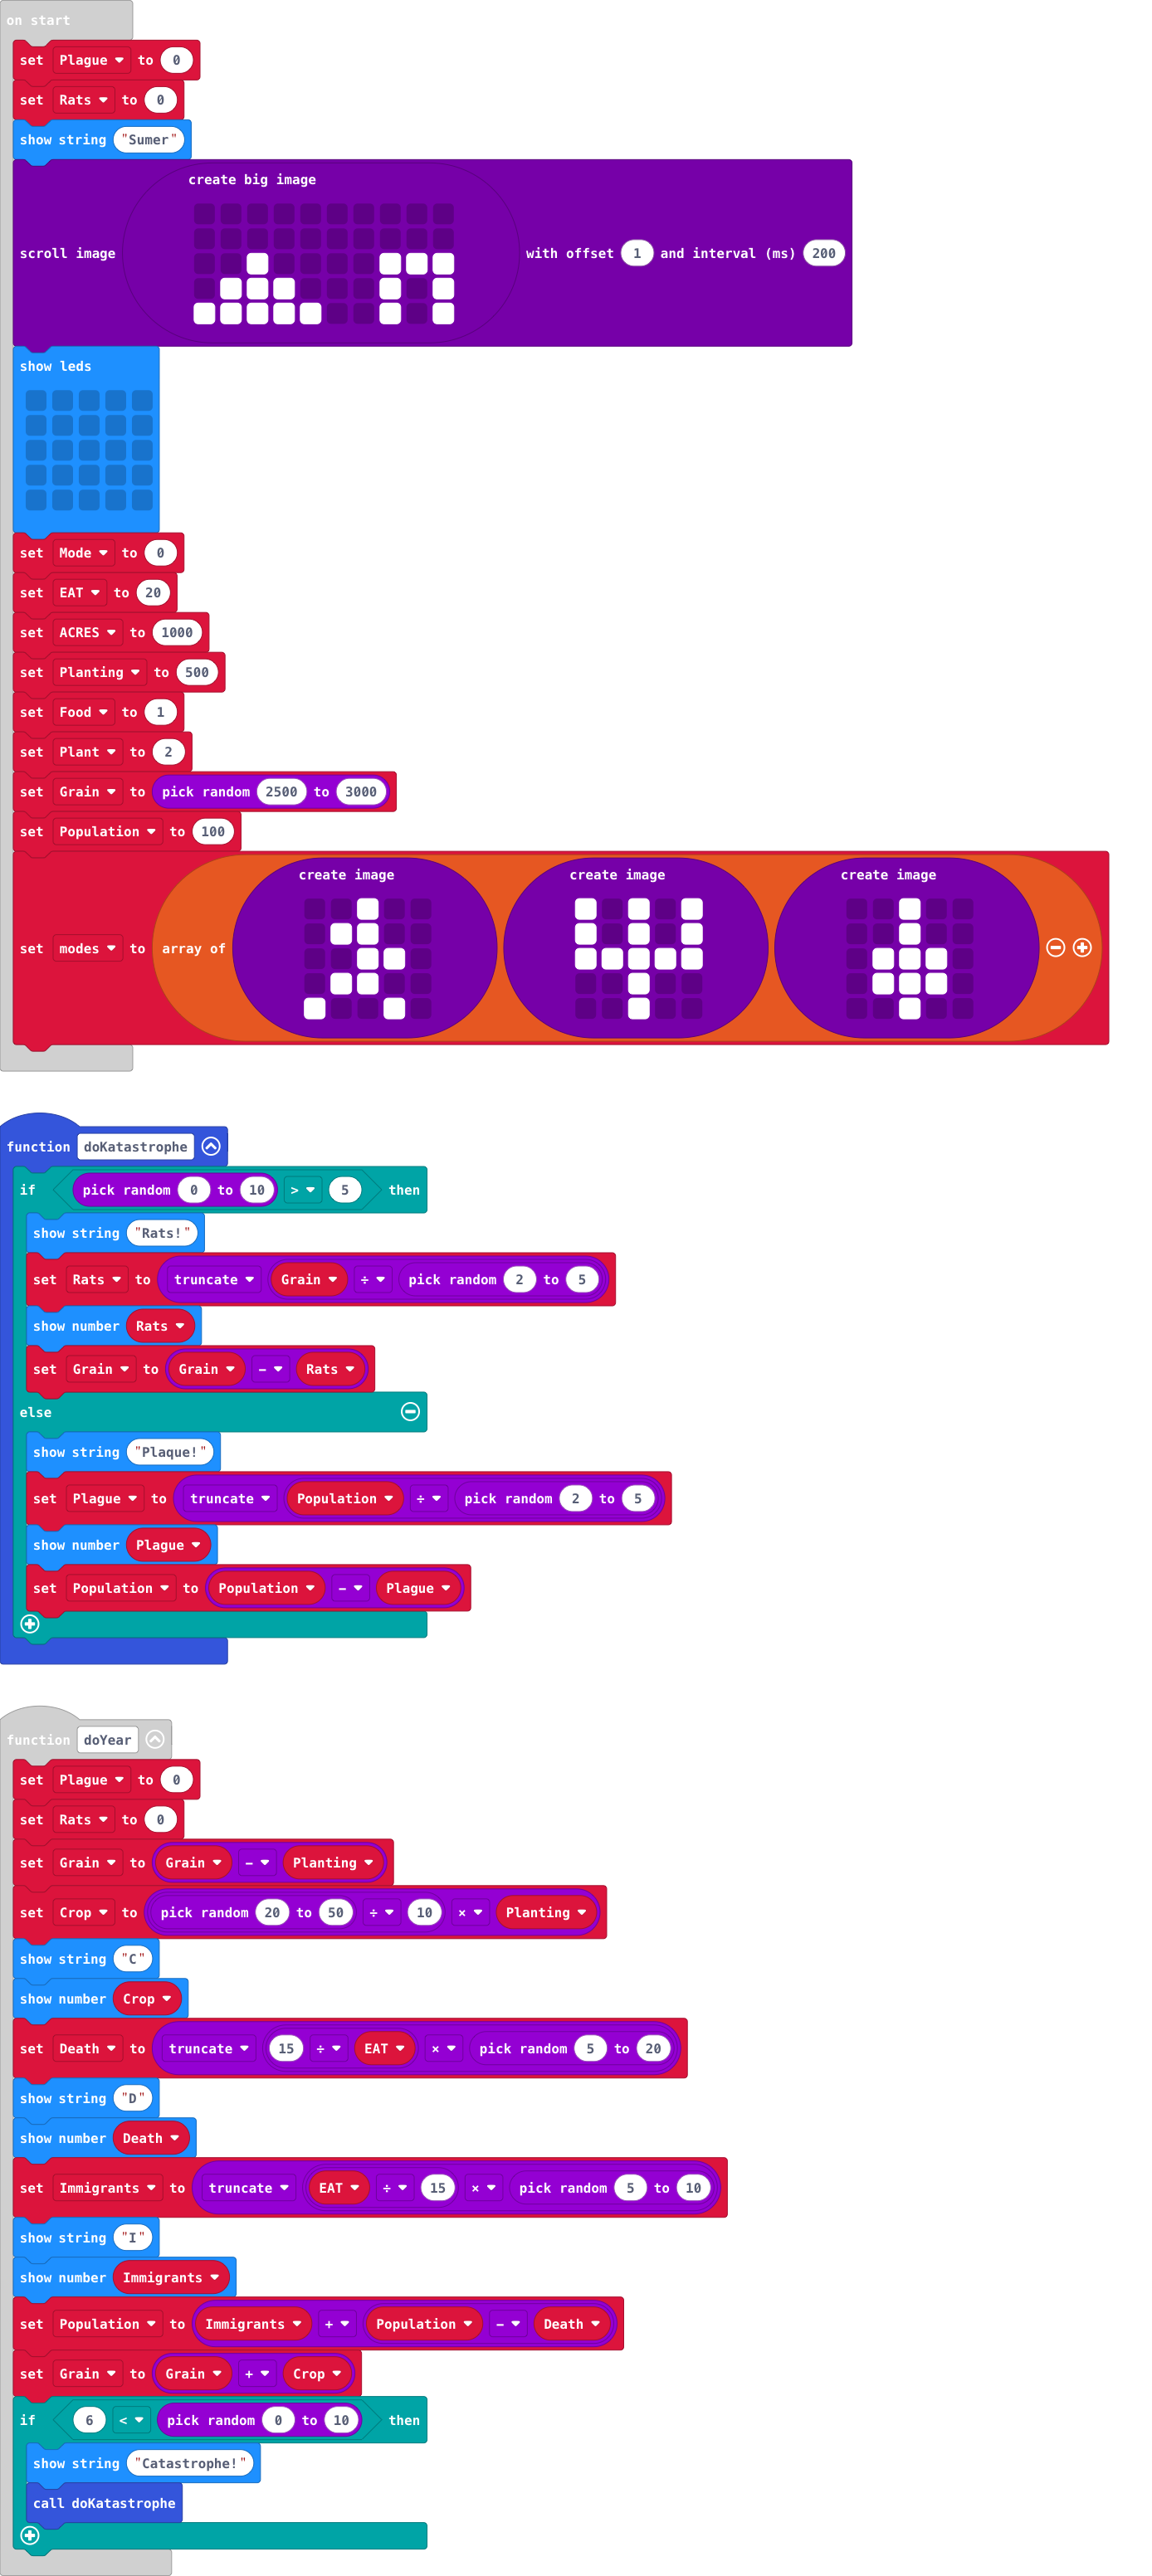 on start
set Plague to 0
set Rats to 0
show string "Sumer"
create big image
scroll image with offset 1 and interval (ms) 200
show leds
set Mode to 0
set EAT to 20
set ACRES to 1000
set Planting to 500
set Food to 1
set Plant to 2
set Grain to pick random 2500 to 3000
set Population to 100
create image create image create image
set modes to array of
function doKatastrophe
if pick random 0 to 10 > 5 then
show string "Rats!"
set Rats to truncate Grain ÷ pick random 2 to 5
show number Rats
set Grain to Grain - Rats
else
show string "Plaque!"
set Plague to truncate Population ÷ pick random 2 to 5
show number Plague
set Population to Population - Plague
function doYear
set Plague to 0
set Rats to 0
set Grain to Grain - Planting
set Crop to pick random 20 to 50 ÷ 10 × Planting
show string "C"
show number Crop
set Death to truncate 15 ÷ EAT × pick random 5 to 20
show string "D"
show number Death
set Immigrants to truncate EAT ÷ 15 × pick random 5 to 10
show string "I"
show number Immigrants
set Population to Immigrants + Population - Death
set Grain to Grain + Crop
if 6 < pick random 0 to 10 then
show string "Catastrophe!"
call doKatastrophe